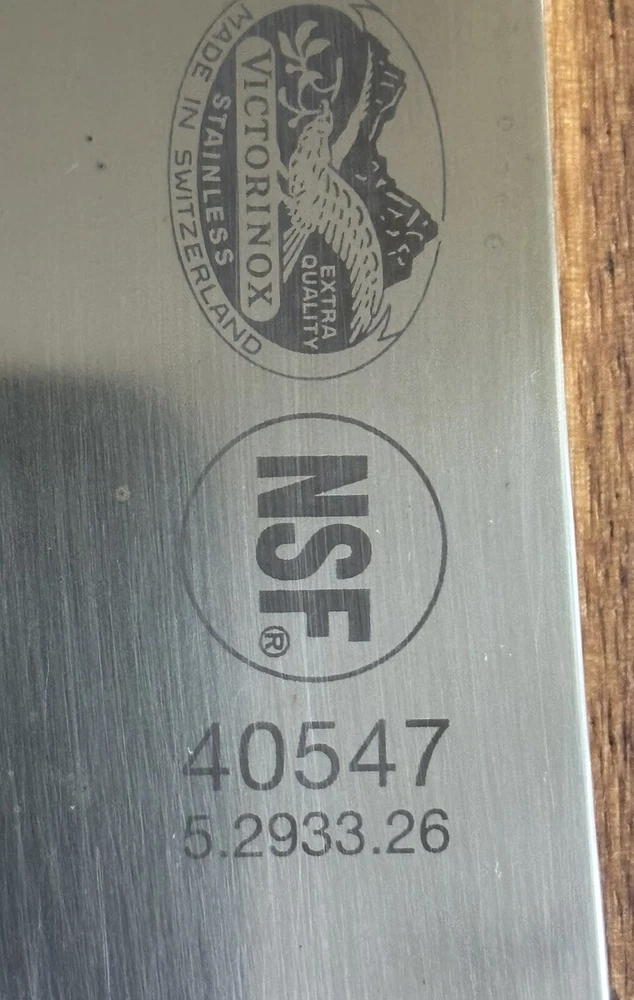 MADE IN SWITZERLAND
STAINLESS
VICTORINOX
EXTRA
QUALITY
NSF®
40547
5.2933.26